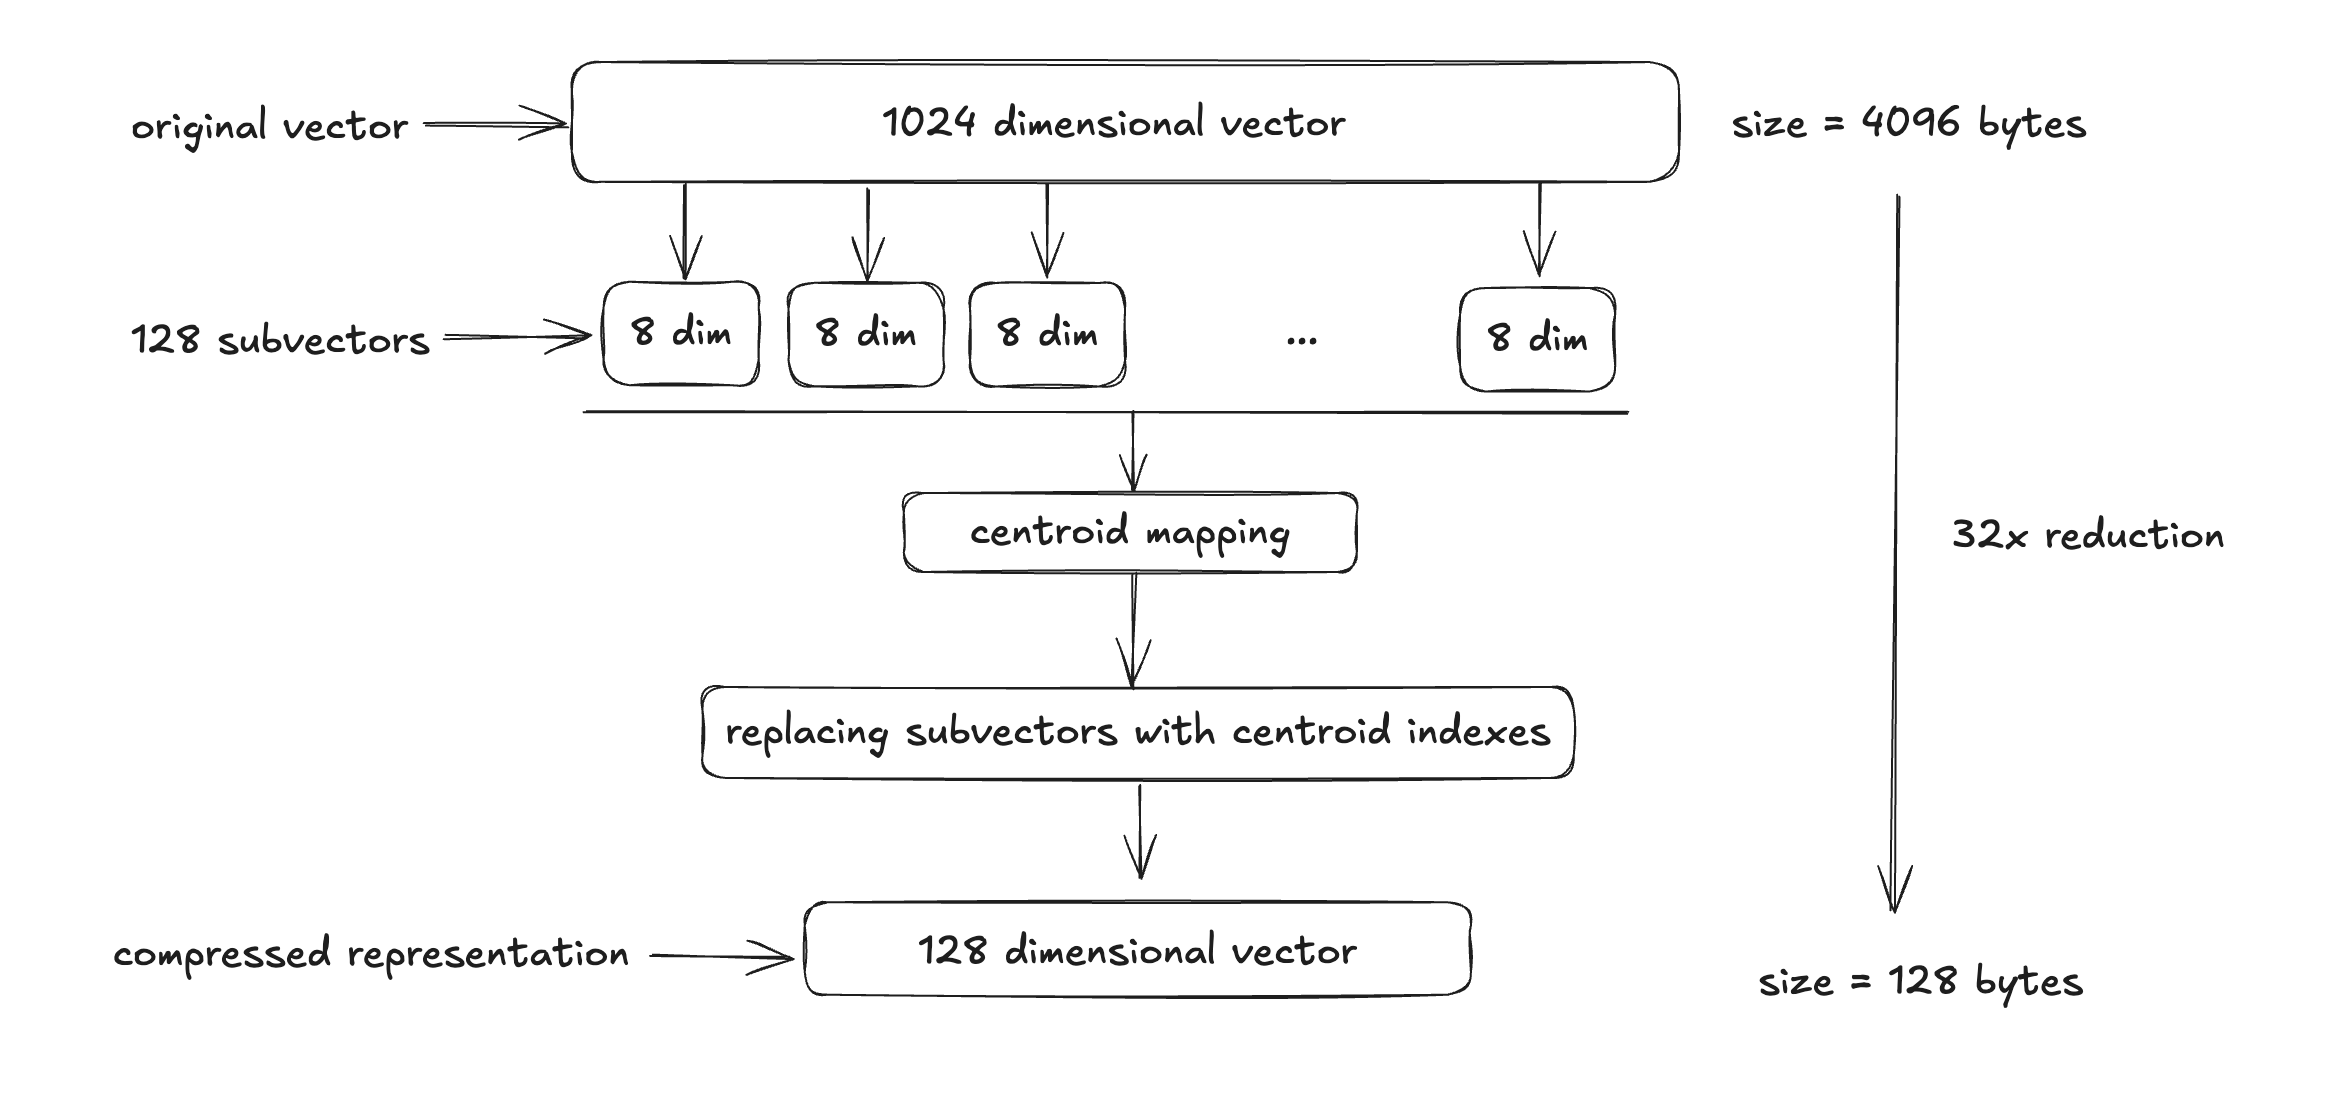 original vector
1024 dimensional vector
size = 4096 bytes
128 subvectors
8 dim
8 dim
8 dim
...
8 dim
centroid mapping
32x reduction
replacing subvectors with centroid indexes
compressed representation
128 dimensional vector
size = 128 bytes